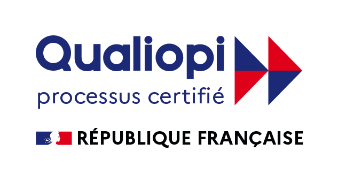 Qualiopi
processus certifié
RÉPUBLIQUE FRANÇAISE